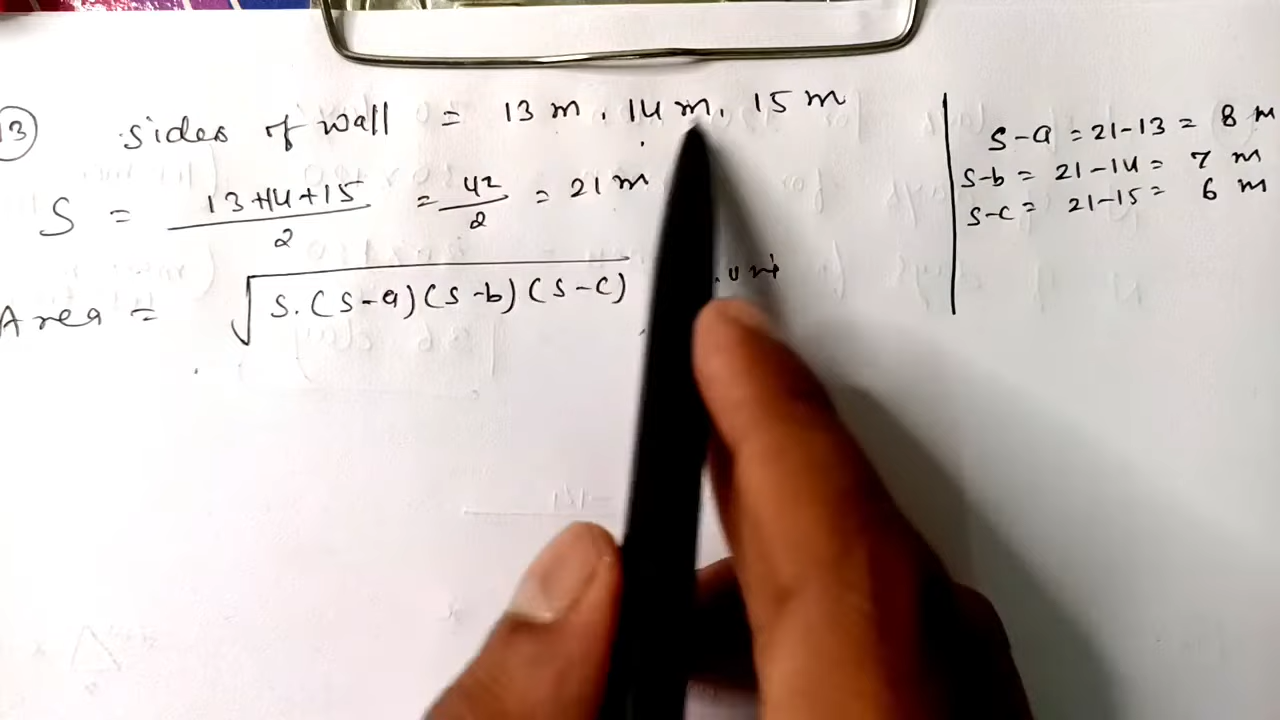 13) sides of wall = 13 m, 14 m, 15 m
S = 13+14+15 / 2 = 42 / 2 = 21 m
Area = √S.(S-a)(S-b)(S-c)
S-a = 21-13 = 8 m
S-b = 21-14 = 7 m
S-c = 21-15 = 6 m